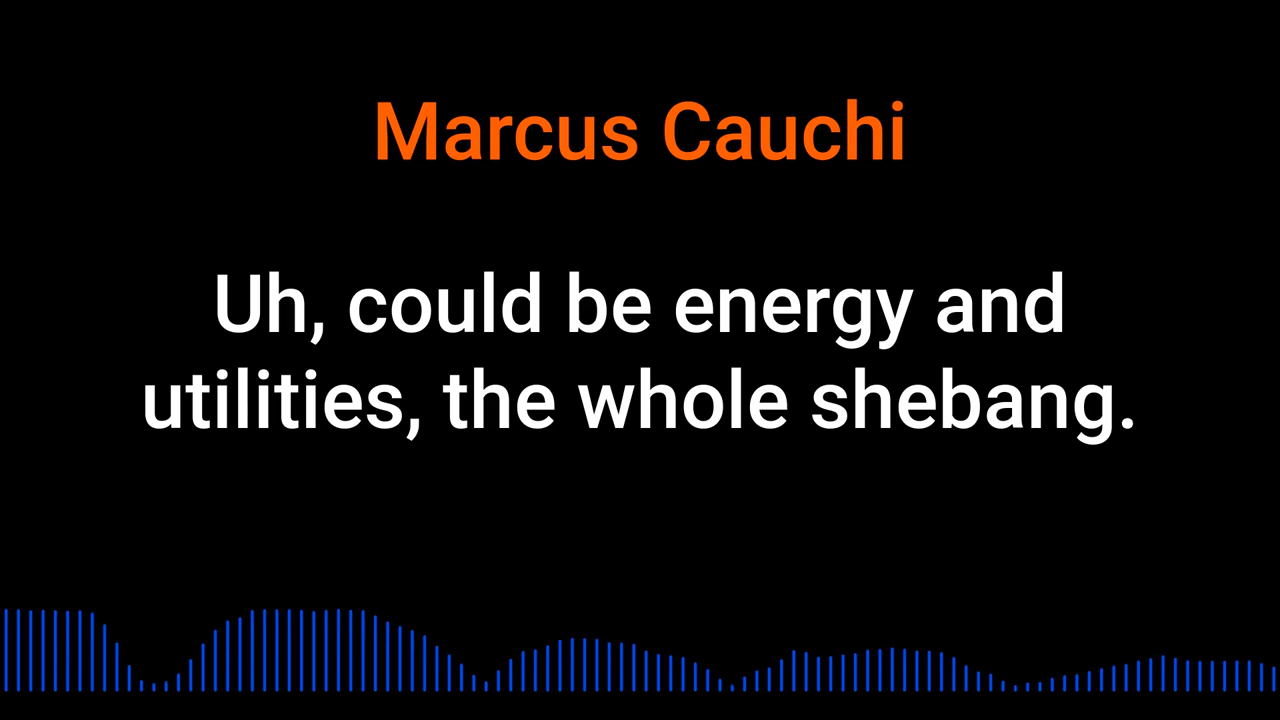 Marcus Cauchi
Uh, could be energy and
utilities, the whole shebang.